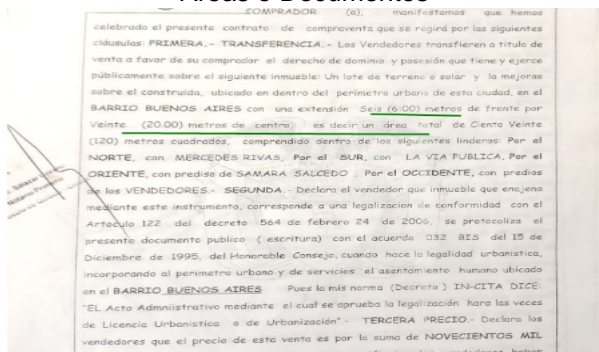 Áreas o Documentos
COMPRADOR (a), manifestamos que hemos
celebrado el presente contrato de compraventa que se regirá por las siguientes
cláusulas: PRIMERA.- TRANSFERENCIA.- Los Vendedores transfieren a titulo de
venta a favor de su comprador el derecho de dominio y posesión que tiene y ejerce
públicamente sobre el siguiente inmueble: Un lote de terreno o solar y la mejoras
sobre el construida, ubicado en dentro del perímetro urbano de esta ciudad, en el
BARRIO BUENOS AIRES con una extensión Seis (6:00) metros de frente por
Veinte (20.00) metros de centro, es decir un área total de Ciento Veinte
(120) metros cuadrados, comprendido dentro de los siguientes linderos: Por el
NORTE, con MERCEDES RIVAS, Por el SUR, con LA VIA PUBLICA, Por el
ORIENTE, con predios de SAMARA SALCEDO, Por el OCCIDENTE, con predios
de los VENDEDORES.- SEGUNDA.- Declara el vendedor que inmueble que enajena
mediante este instrumento, corresponde a una legalizacion de conformidad con el
Artoculo 122 del decreto 564 de febrero 24 de 2006, se protocoliza el
presente documento publico ( escritura) con el acuerdo 032 BIS del 15 de
Diciembre de 1995, del Honorable Consejo, cuando hace la legalidad urbanistica,
incorporando al perimetro urbano y de servicios el asentamiento humano ubicado
en el BARRIO BUENOS AIRES Pues la mis norma (Decreto ) IN-CITA DICE:
"EL Acto Admniistrativo mediante el cual se aprueba la legalización hara las veces
de Licencia Urbanistica o de Urbanización".- TERCERA PRECIO.- Declara los
vendedores que el precio de esta venta es por la suma de NOVECIENTOS MIL